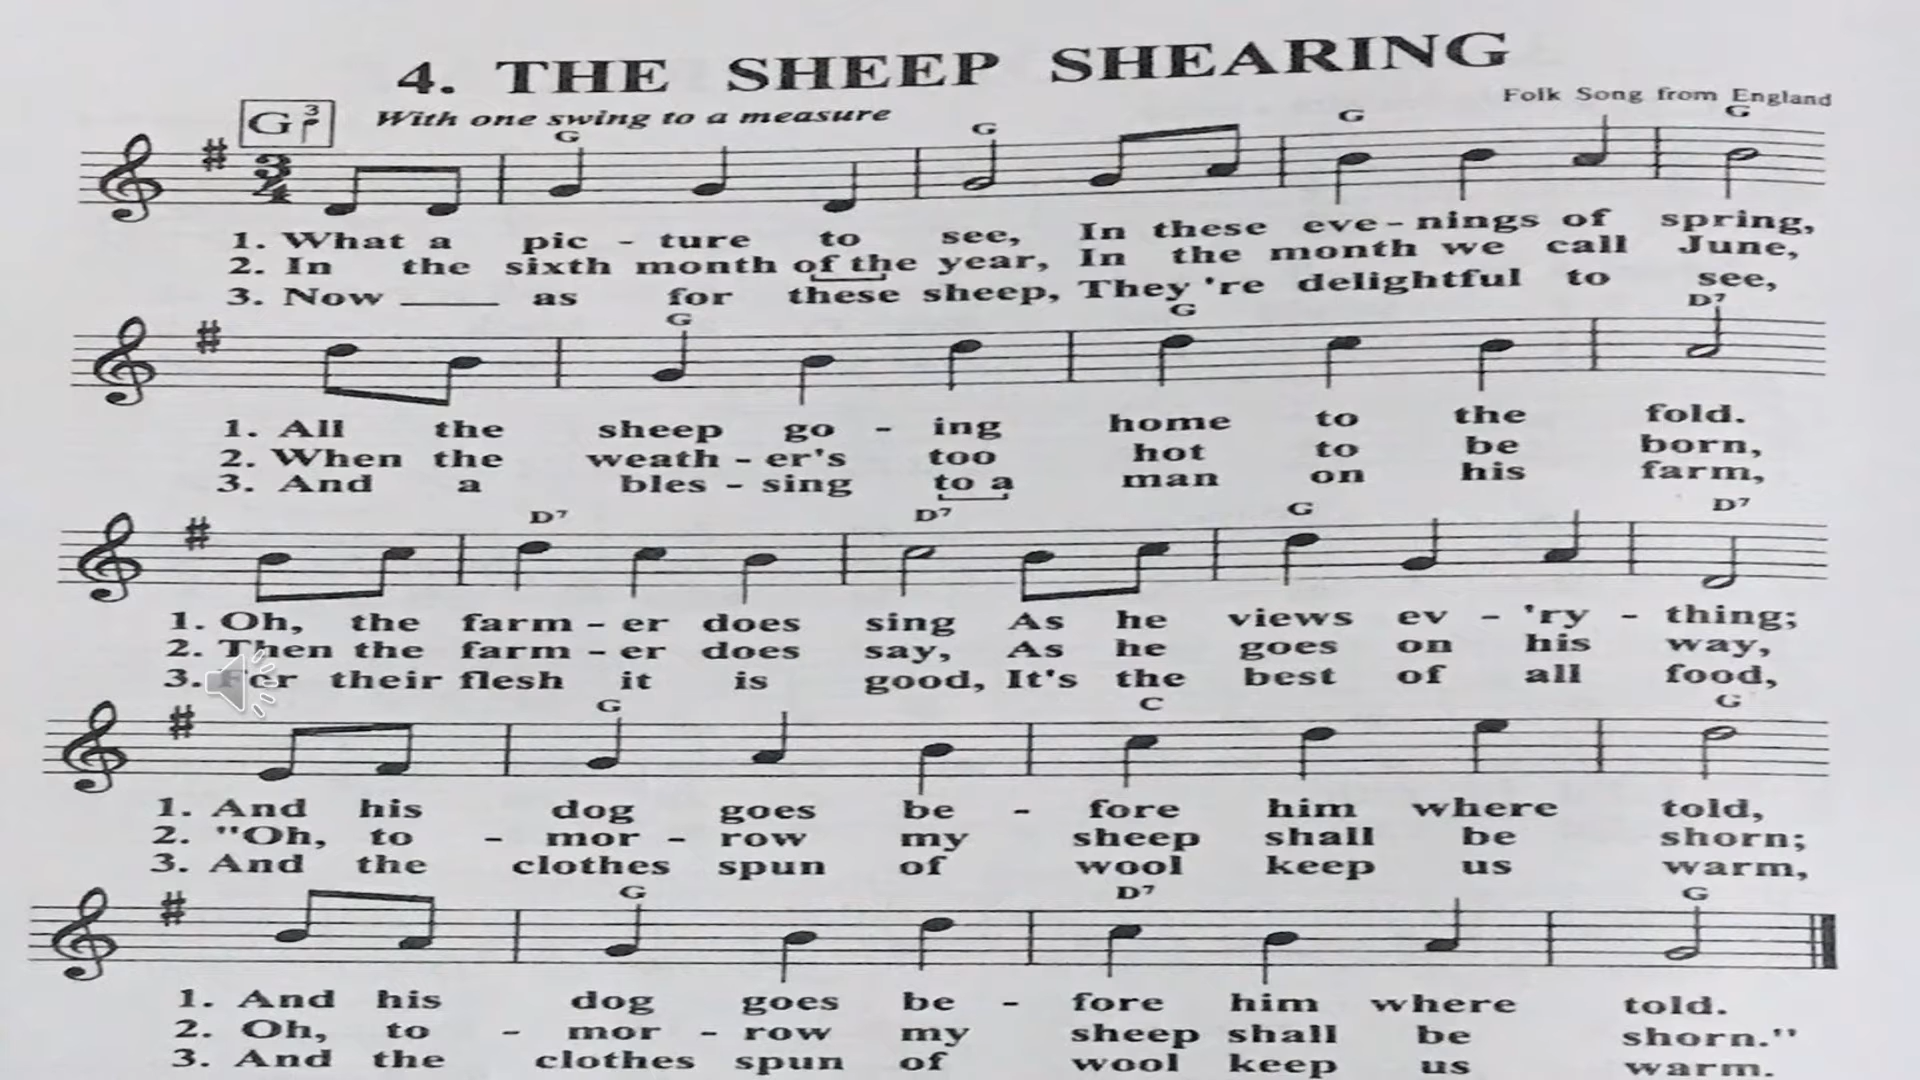 4. THE SHEEP SHEARING
Folk Song from England
G 3
With one swing to a measure
G G G G
3 4
1. What a pic - ture to see, In these eve - nings of spring,
2. In the sixth month of the year, In the month we call June,
3. Now ____ as for these sheep, They're delightful to see,
G G D7
1. All the sheep go - ing home to the fold.
2. When the weath - er's too hot to be born,
3. And a bles - sing to a man on his farm,
D7 D7 G D7
1. Oh, the farm - er does sing As he views ev - 'ry - thing;
2. Then the farm - er does say, As he goes on his way,
3. For their flesh it is good, It's the best of all food,
G C G
1. And his dog goes be - fore him where told,
2. "Oh, to - mor - row my sheep shall be shorn;
3. And the clothes spun of wool keep us warm,
G D7 G
1. And his dog goes be - fore him where told.
2. Oh, to - mor - row my sheep shall be shorn."
3. And the clothes spun of wool keep us warm.